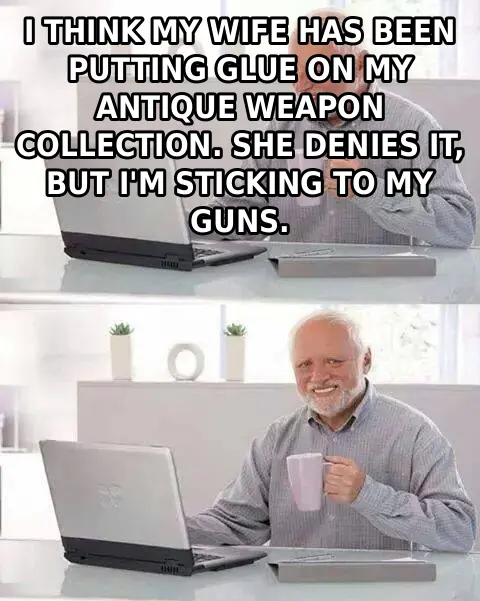 I THINK MY WIFE HAS BEEN
PUTTING GLUE ON MY
ANTIQUE WEAPON
COLLECTION. SHE DENIES IT,
BUT I'M STICKING TO MY
GUNS.